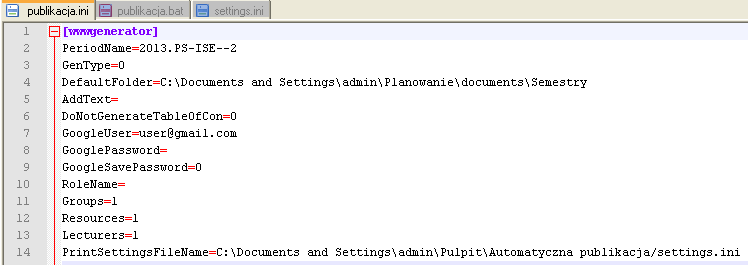 publikacja.ini publikacja.bat settings.ini
1 [wwwgenerator]
2 PeriodName=2013.PS-ISE--2
3 GenType=0
4 DefaultFolder=C:\Documents and Settings\admin\Planowanie\documents\Semestry
5 AddText=
6 DoNotGenerateTableOfCon=0
7 GoogleUser=user@gmail.com
8 GooglePassword=
9 GoogleSavePassword=0
10 RoleName=
11 Groups=1
12 Resources=1
13 Lecturers=1
14 PrintSettingsFileName=C:\Documents and Settings\admin\Pulpit\Automatyczna publikacja/settings.ini